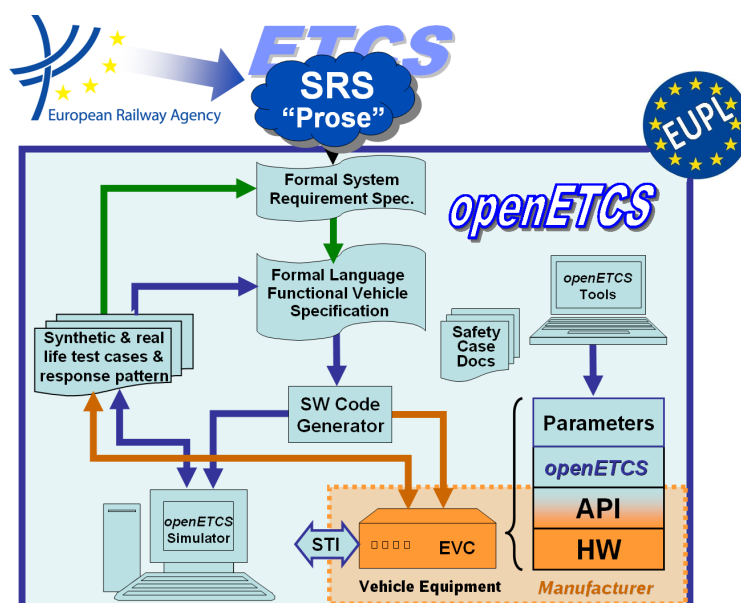 ETCS
European Railway Agency
SRS
“Prose”
EUPL
Formal System
Requirement Spec.
openETCS
Formal Language
Functional Vehicle
Specification
openETCS
Tools
Synthetic & real
life test cases &
response pattern
Safety
Case
Docs
SW Code
Generator
Parameters
openETCS
API
HW
openETCS
Simulator
STI
EVC
Vehicle Equipment
Manufacturer